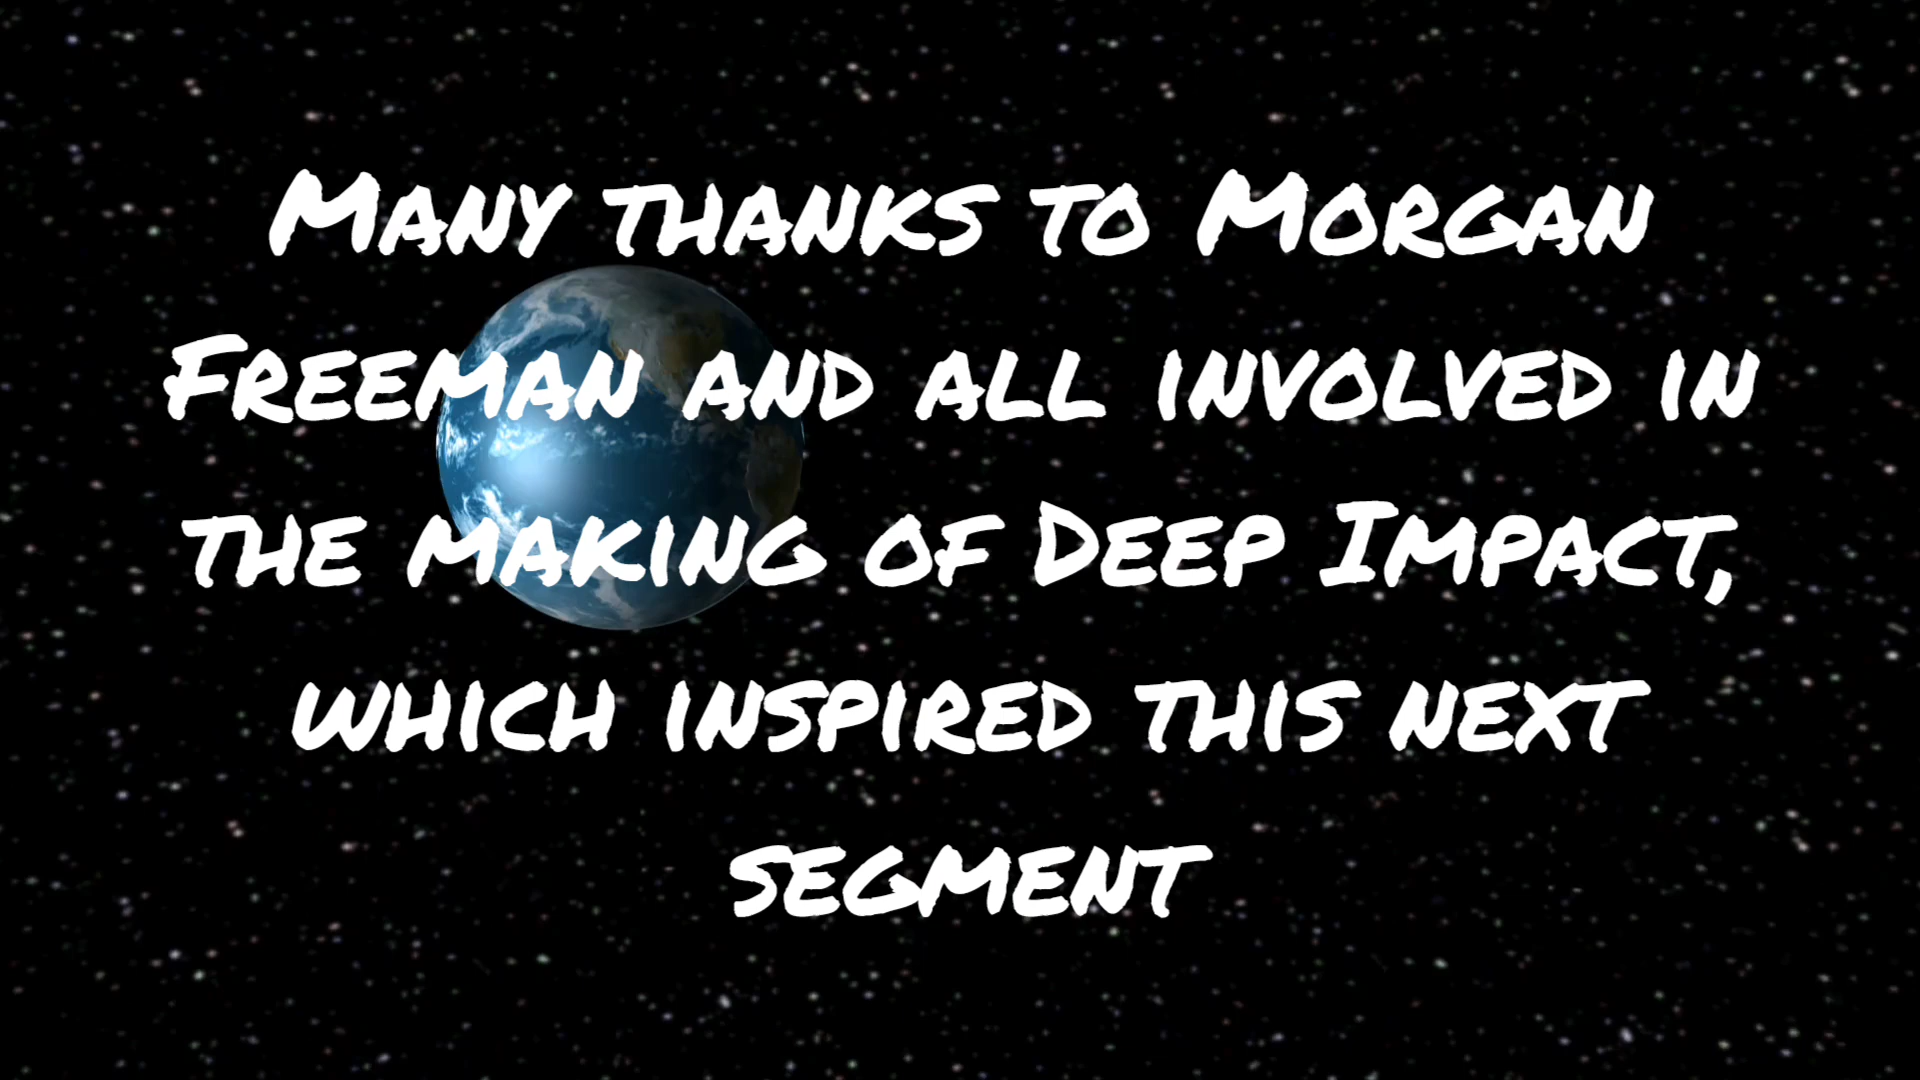 Many thanks to Morgan
Freeman and all involved in
the making of Deep Impact,
which inspired this next
segment